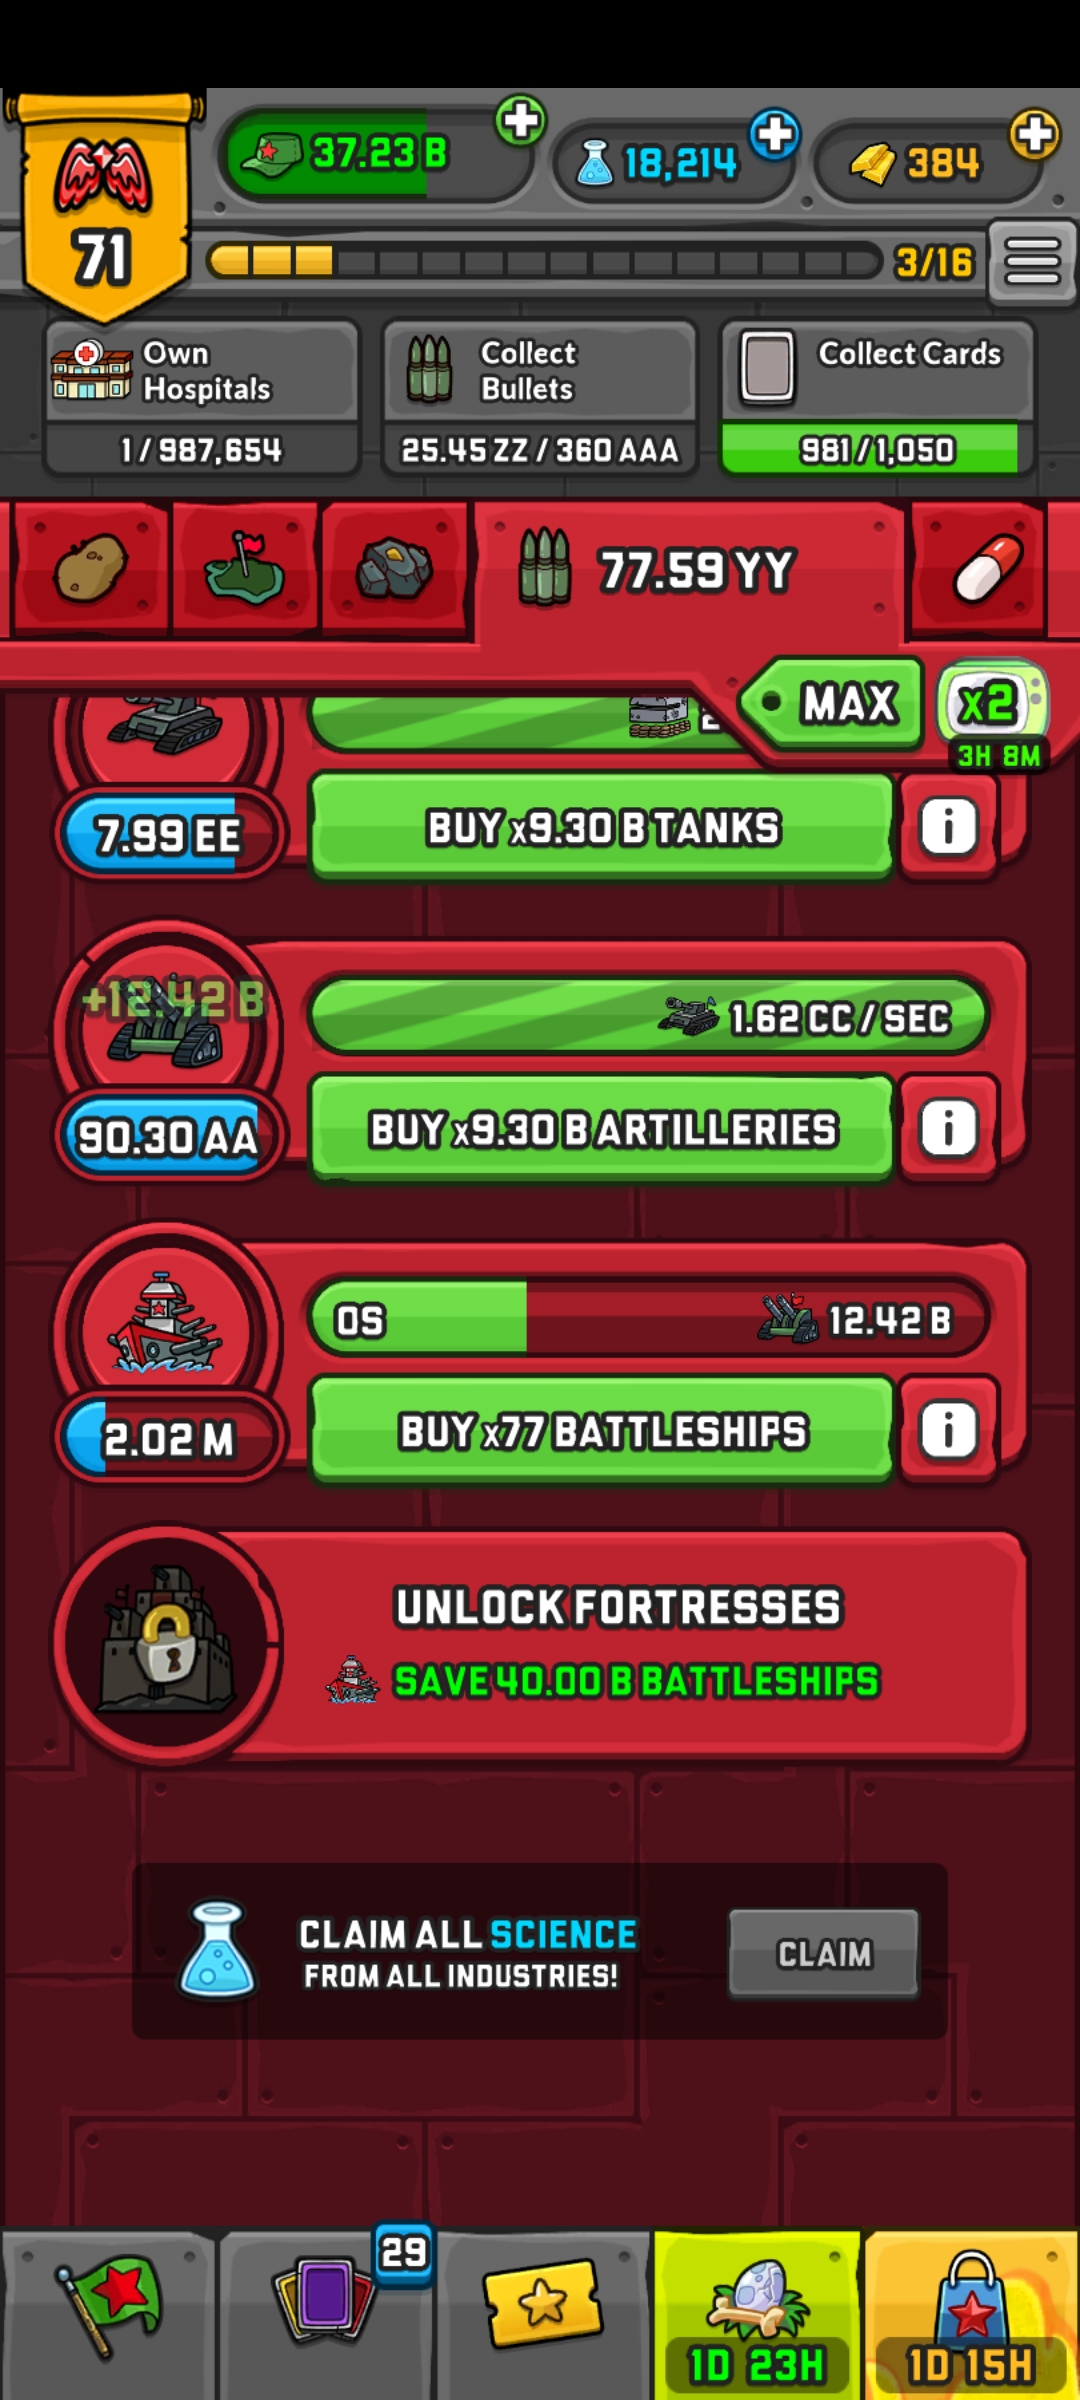 37.23 B
18,214
384
71
3/16
Own
Hospitals
1 / 987,654
Collect
Bullets
25.45 ZZ / 360 AAA
Collect Cards
981 / 1,050
77.59 YY
MAX
x2
3H 8M
7.99 EE
BUY x9.30 B TANKS
i
+12.42 B
1.62 CC / SEC
90.30 AA
BUY x9.30 B ARTILLERIES
i
0S
12.42 B
2.02 M
BUY x77 BATTLESHIPS
i
UNLOCK FORTRESSES
SAVE 40.00 B BATTLESHIPS
CLAIM ALL SCIENCE
FROM ALL INDUSTRIES!
CLAIM
29
1D 23H
1D 15H